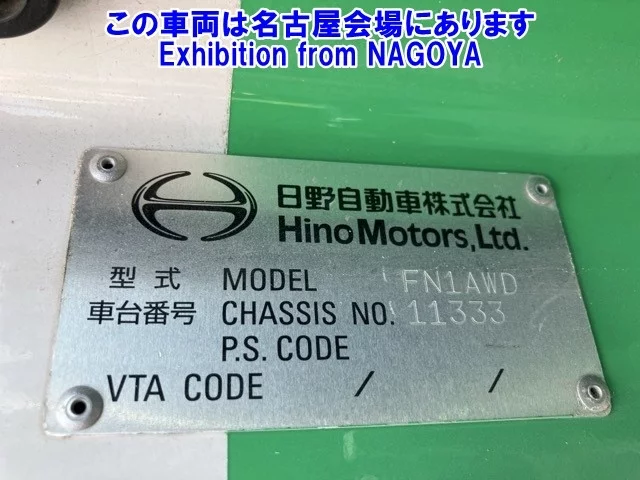 この車両は名古屋会場にあります
Exhibition from NAGOYA
日野自動車株式会社
Hino Motors, Ltd.
型式 MODEL FN1AWD
車台番号 CHASSIS NO. 11333
P.S. CODE
VTA CODE / /